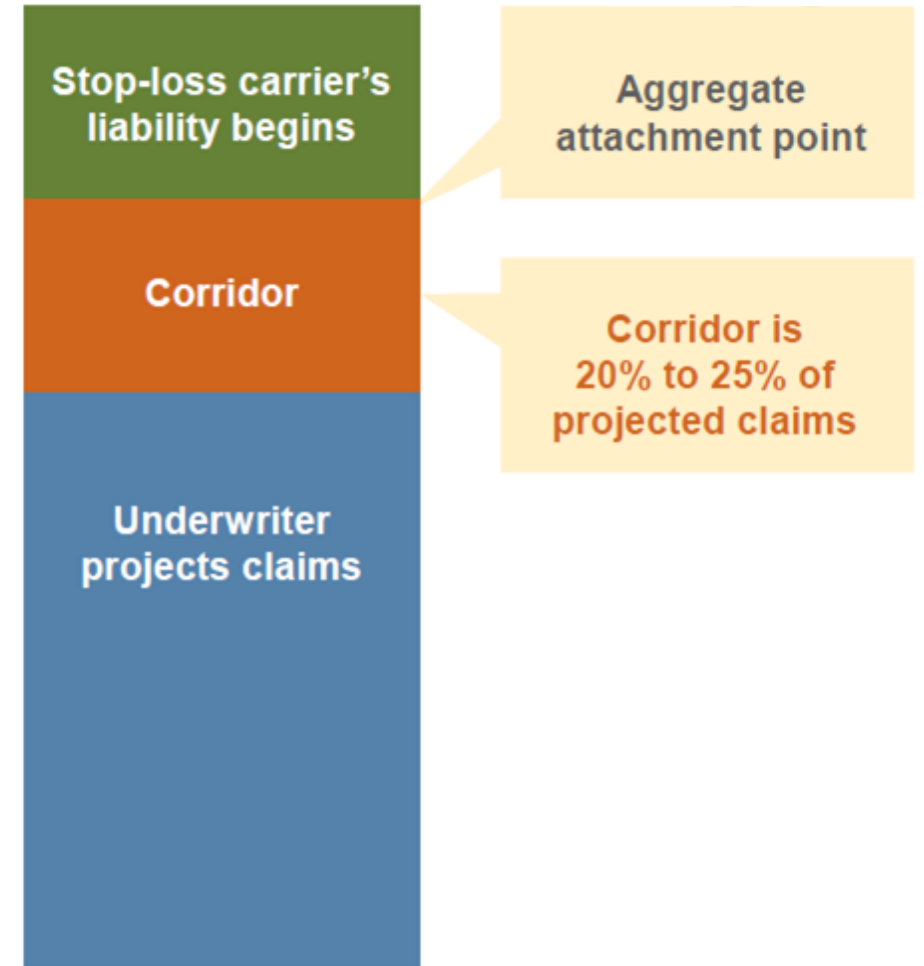 Stop-loss carrier's
liability begins
Aggregate
attachment point
Corridor
Corridor is
20% to 25% of
projected claims
Underwriter
projects claims